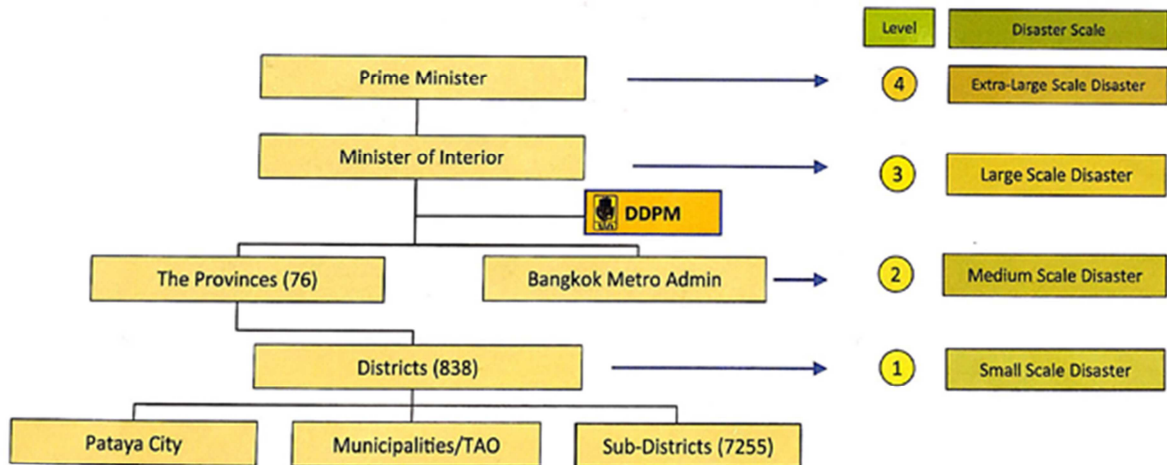 Level
Disaster Scale
Prime Minister
4
Extra-Large Scale Disaster
Minister of Interior
3
Large Scale Disaster
DDPM
The Provinces (76)
Bangkok Metro Admin
2
Medium Scale Disaster
Districts (838)
1
Small Scale Disaster
Pataya City
Municipalities/TAO
Sub-Districts (7255)